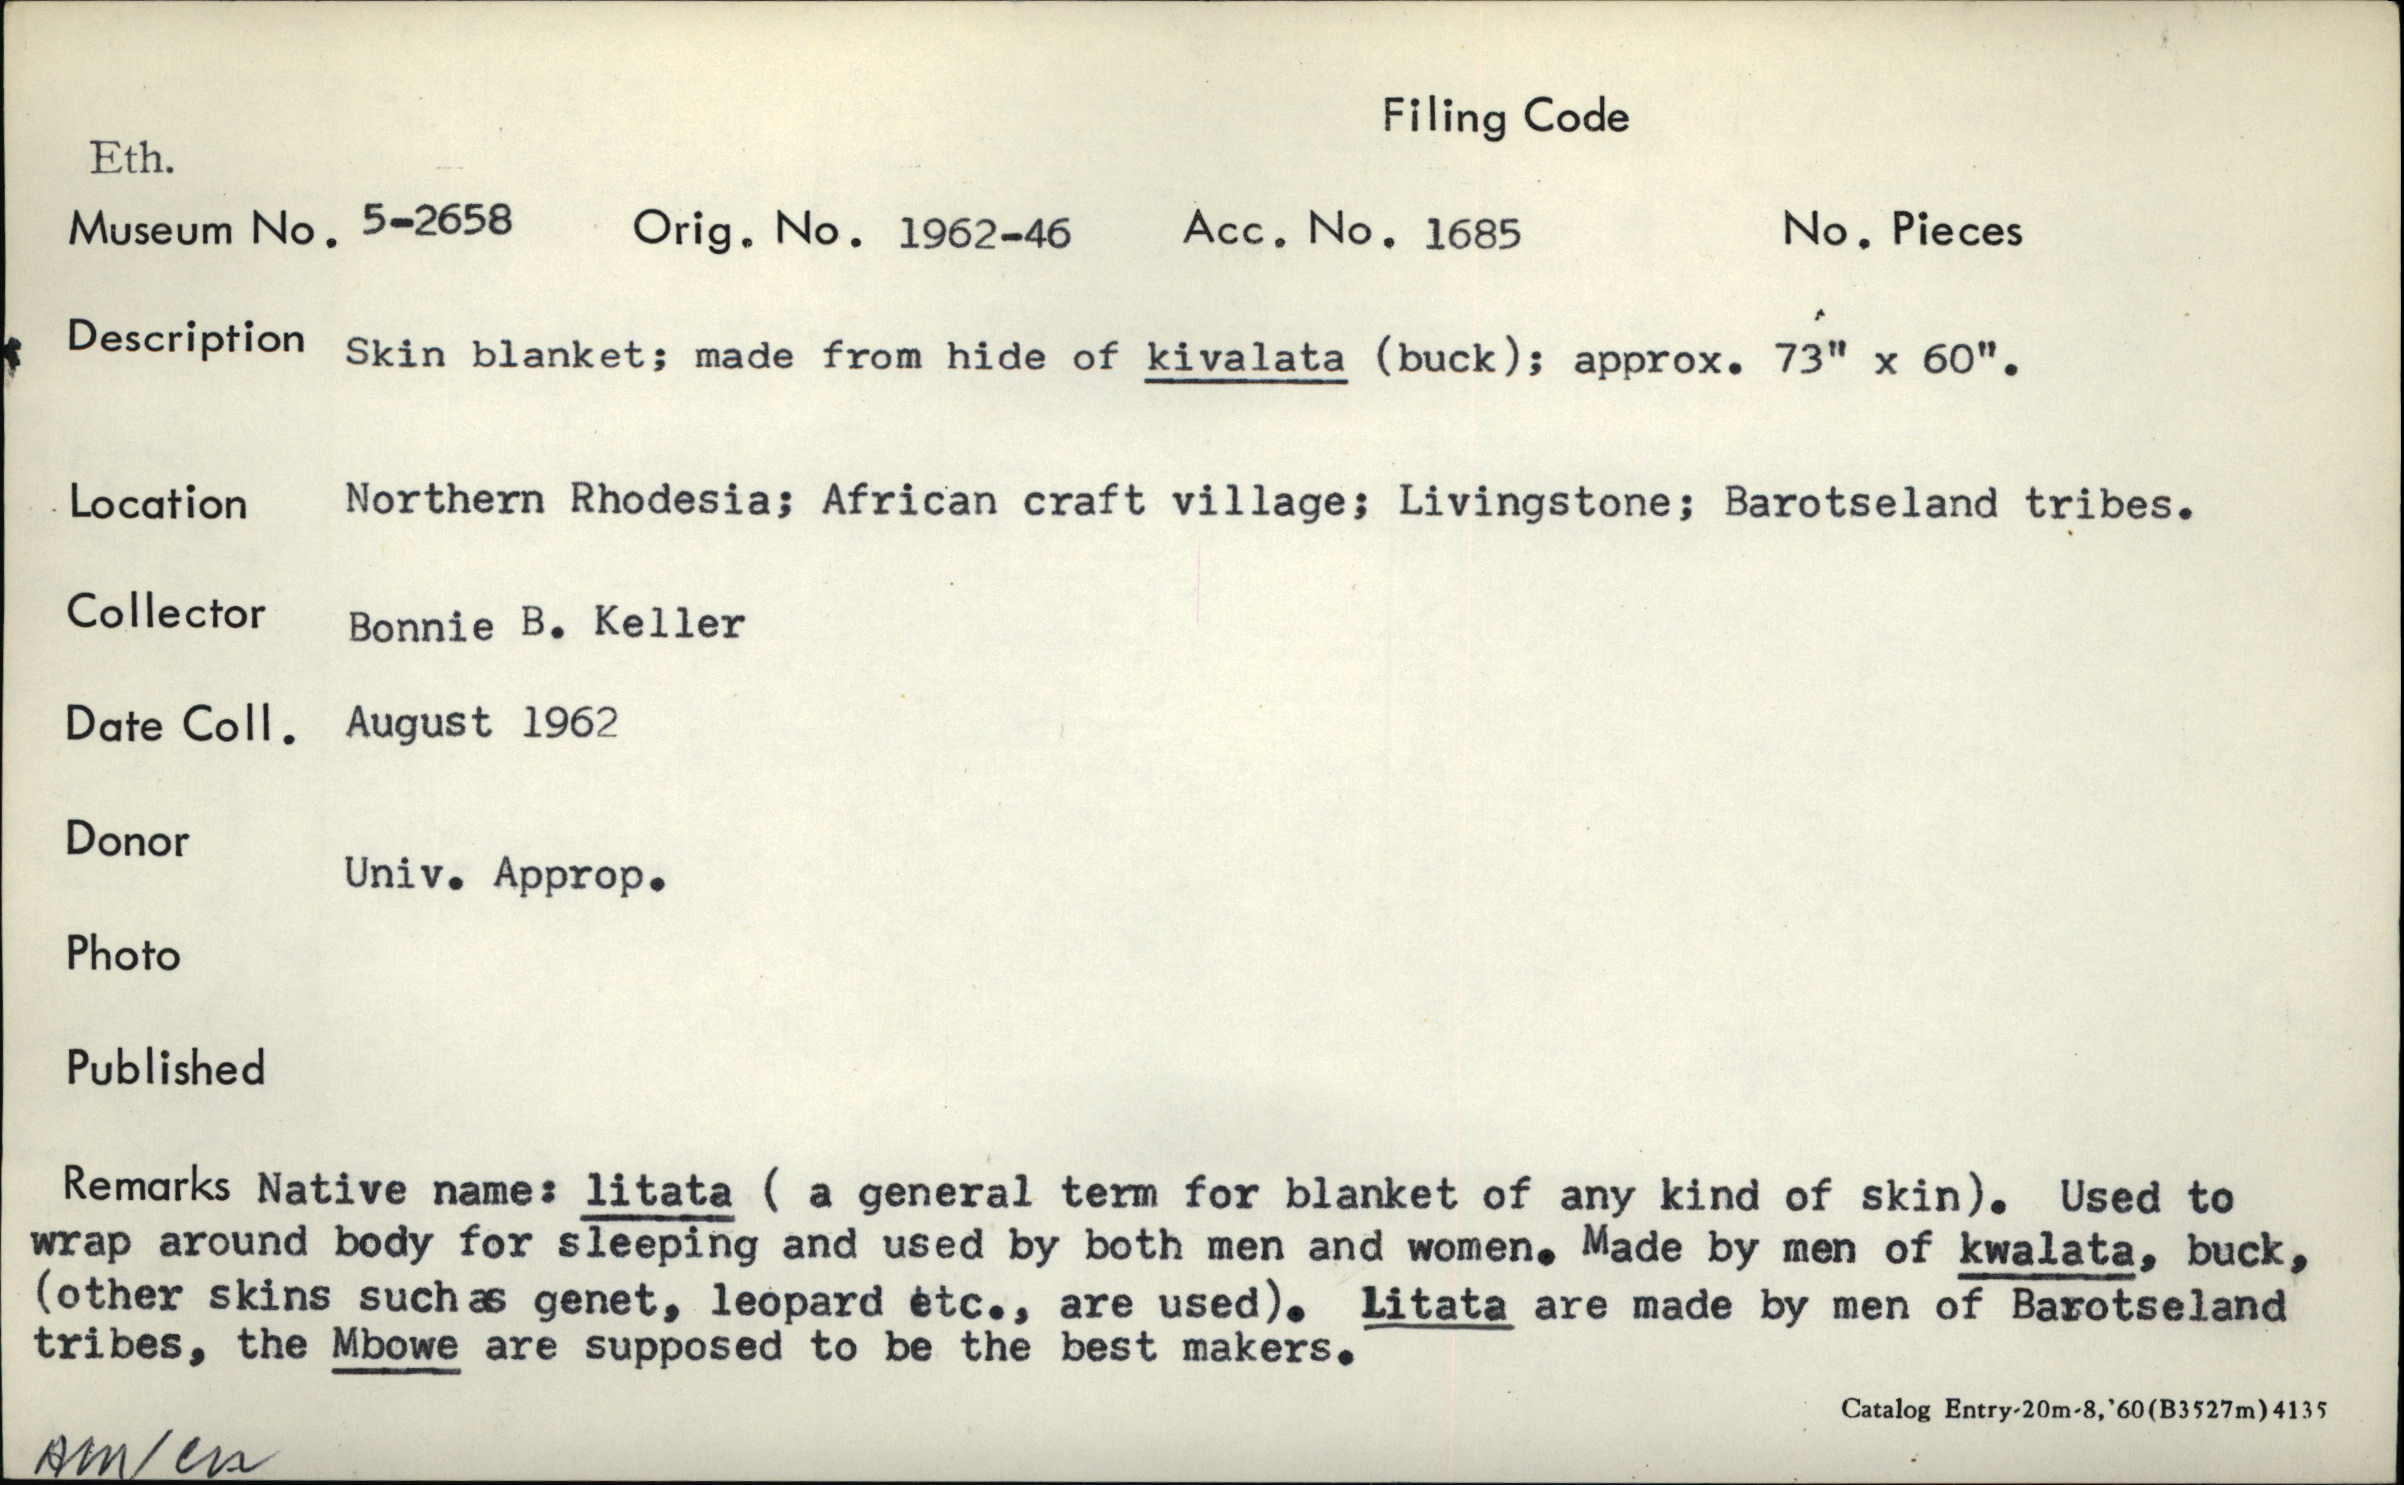 Filing Code
Eth.
Museum No. 5-2658 Orig. No. 1962-46 Acc. No. 1685 No. Pieces
Description Skin blanket; made from hide of kivalata (buck); approx. 73" x 60".
Location Northern Rhodesia; African craft village; Livingstone; Barotseland tribes.
Collector Bonnie B. Keller
Date Coll. August 1962
Donor
Univ. Approp.
Photo
Published
Remarks Native name: litata ( a general term for blanket of any kind of skin). Used to
wrap around body for sleeping and used by both men and women. Made by men of kwalata, buck,
(other skins such as genet, leopard etc., are used). Litata are made by men of Barotseland
tribes, the Mbowe are supposed to be the best makers.
Catalog Entry-20m-8,'60(B3527m)4135